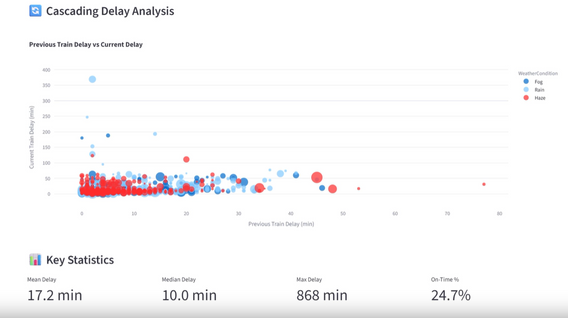 Cascading Delay Analysis
Previous Train Delay vs Current Delay
WeatherCondition
Fog
Rain
Haze
Current Train Delay (min)
400
350
300
250
200
150
100
50
0
0 10 20 30 40 50 60 70 80
Previous Train Delay (min)
Key Statistics
Mean Delay Median Delay Max Delay On-Time %
17.2 min 10.0 min 868 min 24.7%